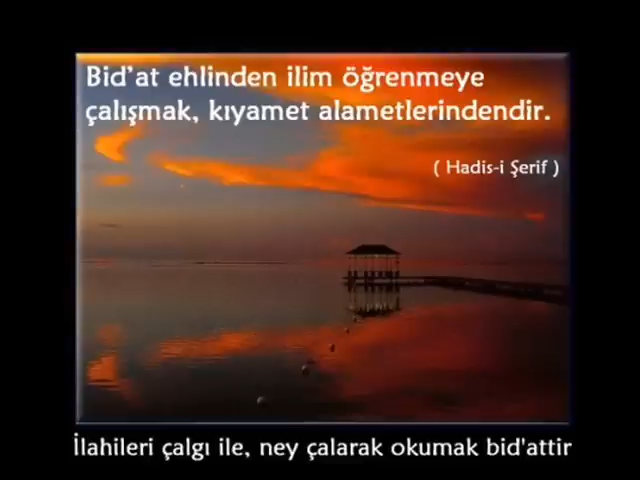 Bid'at ehlinden ilim öğrenmeye
çalışmak, kıyamet alametlerindendir.
( Hadis-i Şerif )
İlahileri çalgı ile, ney çalarak okumak bid'attir